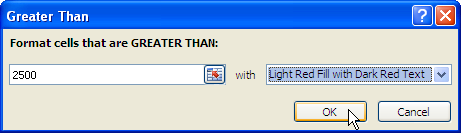 Greater Than
Format cells that are GREATER THAN:
2500 with Light Red Fill with Dark Red Text
OK Cancel